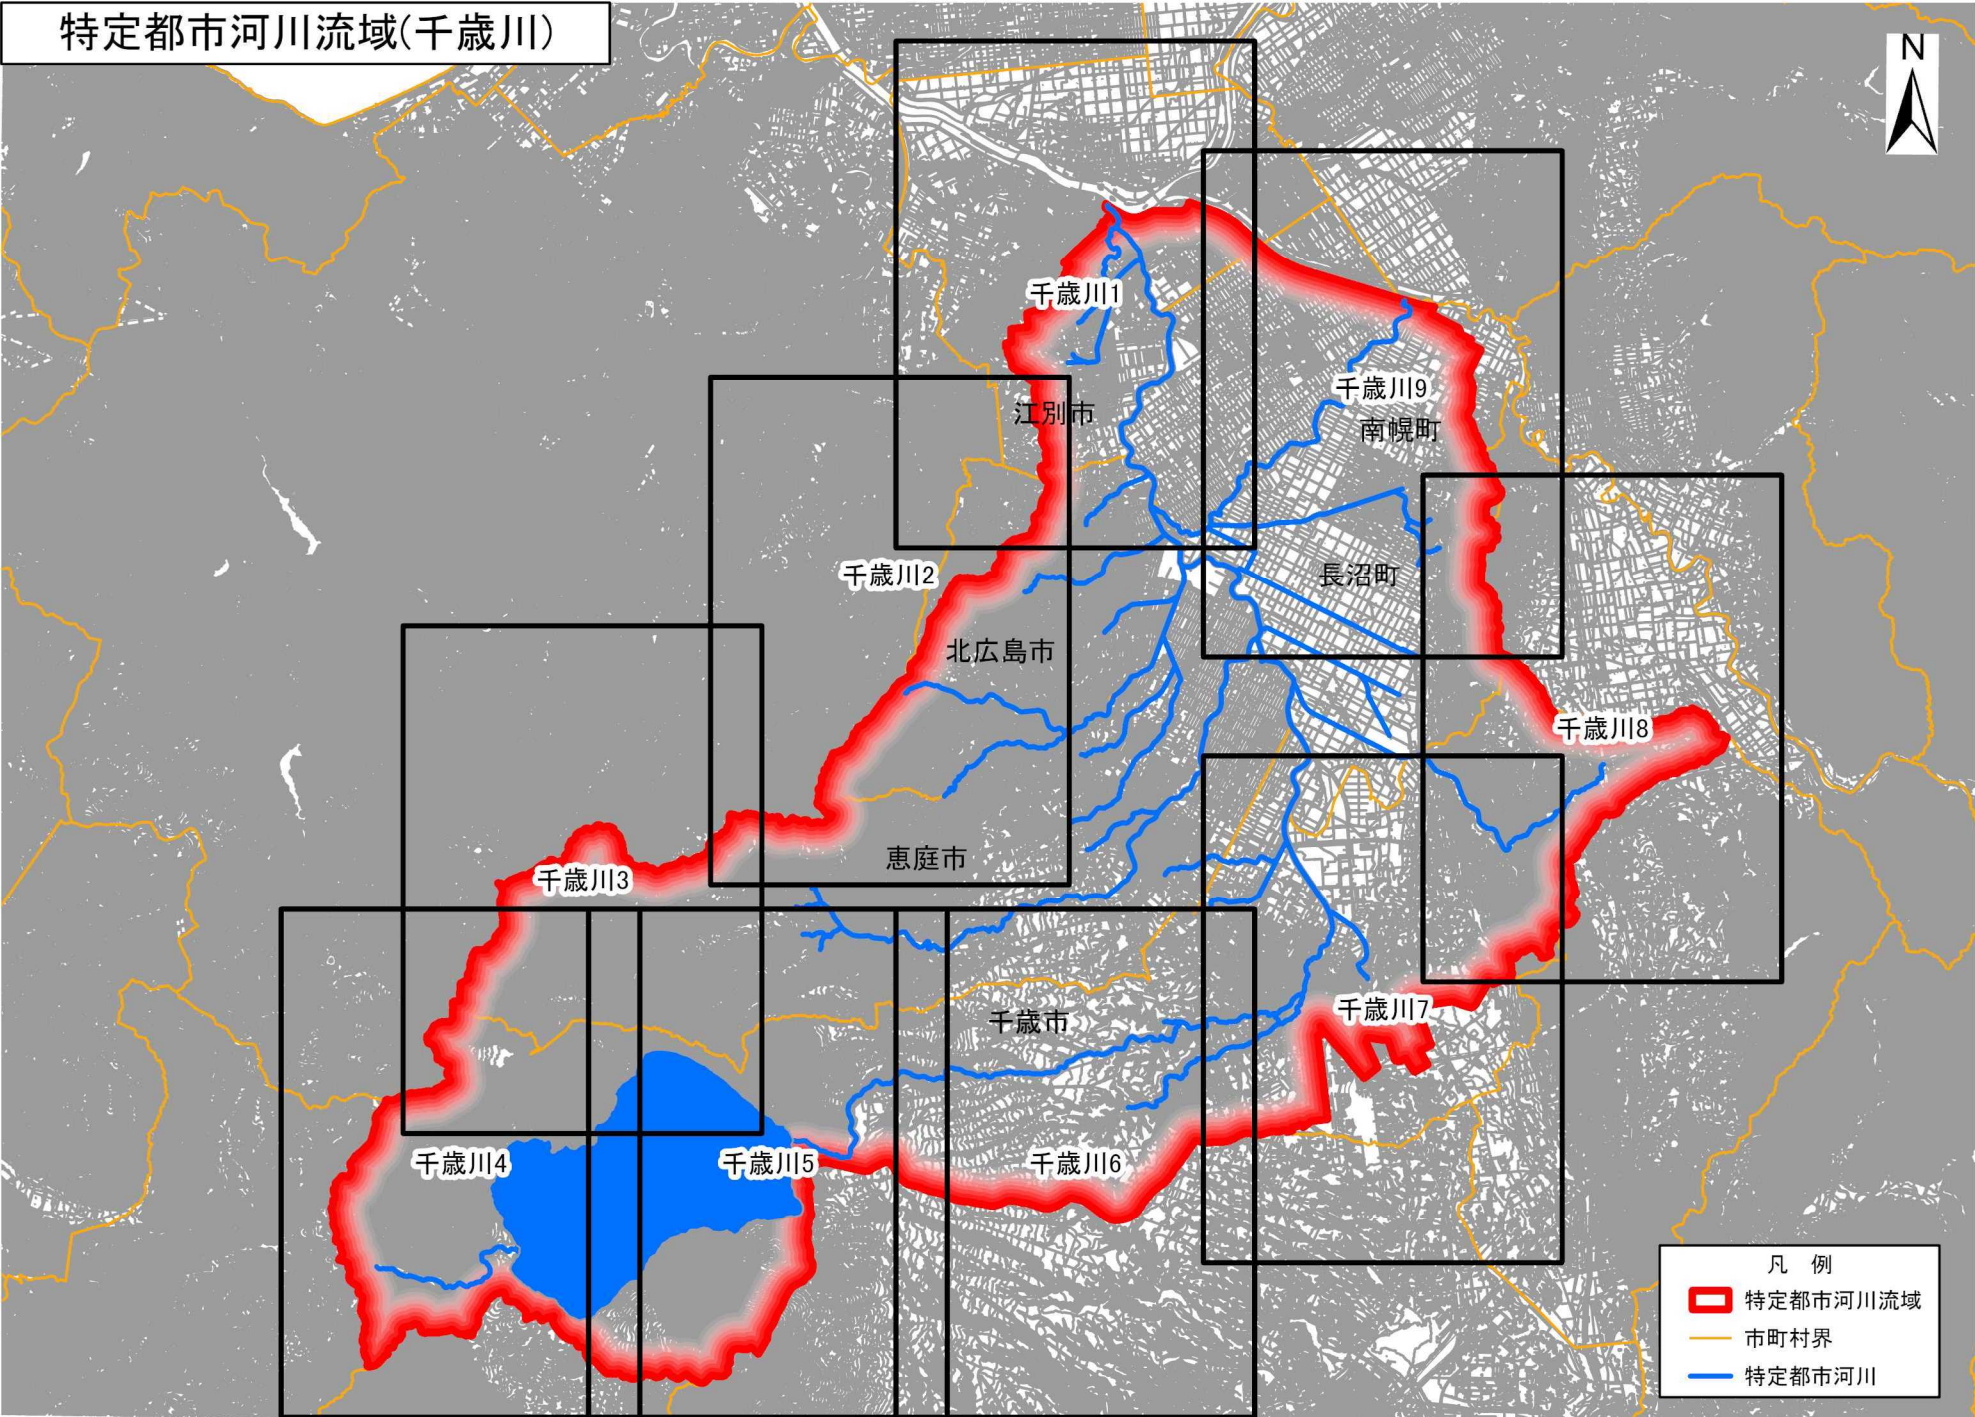 特定都市河川流域(千歳川)
N
千歳川1
千歳川9
江別市
南幌町
千歳川2
長沼町
北広島市
千歳川8
恵庭市
千歳川3
千歳川7
千歳市
千歳川4
千歳川5
千歳川6
凡 例
特定都市河川流域
市町村界
特定都市河川